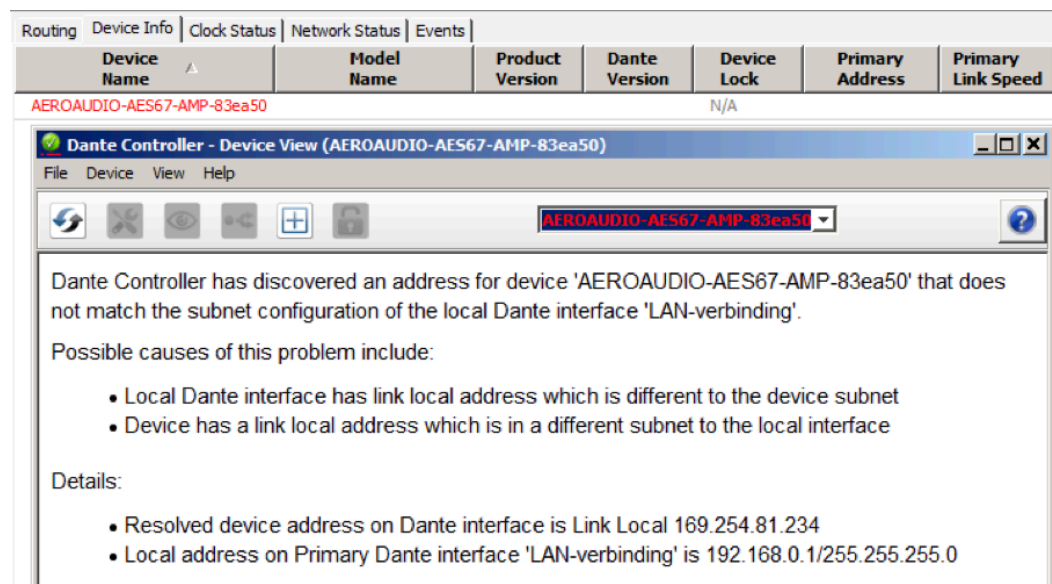 Routing Device Info Clock Status Network Status Events
Device Name Model Name Product Version Dante Version Device Lock Primary Address Primary Link Speed
AEROAUDIO-AES67-AMP-83ea50 N/A
Dante Controller - Device View (AEROAUDIO-AES67-AMP-83ea50)
File Device View Help
AEROAUDIO-AES67-AMP-83ea50
Dante Controller has discovered an address for device 'AEROAUDIO-AES67-AMP-83ea50' that does
not match the subnet configuration of the local Dante interface 'LAN-verbinding'.
Possible causes of this problem include:
• Local Dante interface has link local address which is different to the device subnet
• Device has a link local address which is in a different subnet to the local interface
Details:
• Resolved device address on Dante interface is Link Local 169.254.81.234
• Local address on Primary Dante interface 'LAN-verbinding' is 192.168.0.1/255.255.255.0